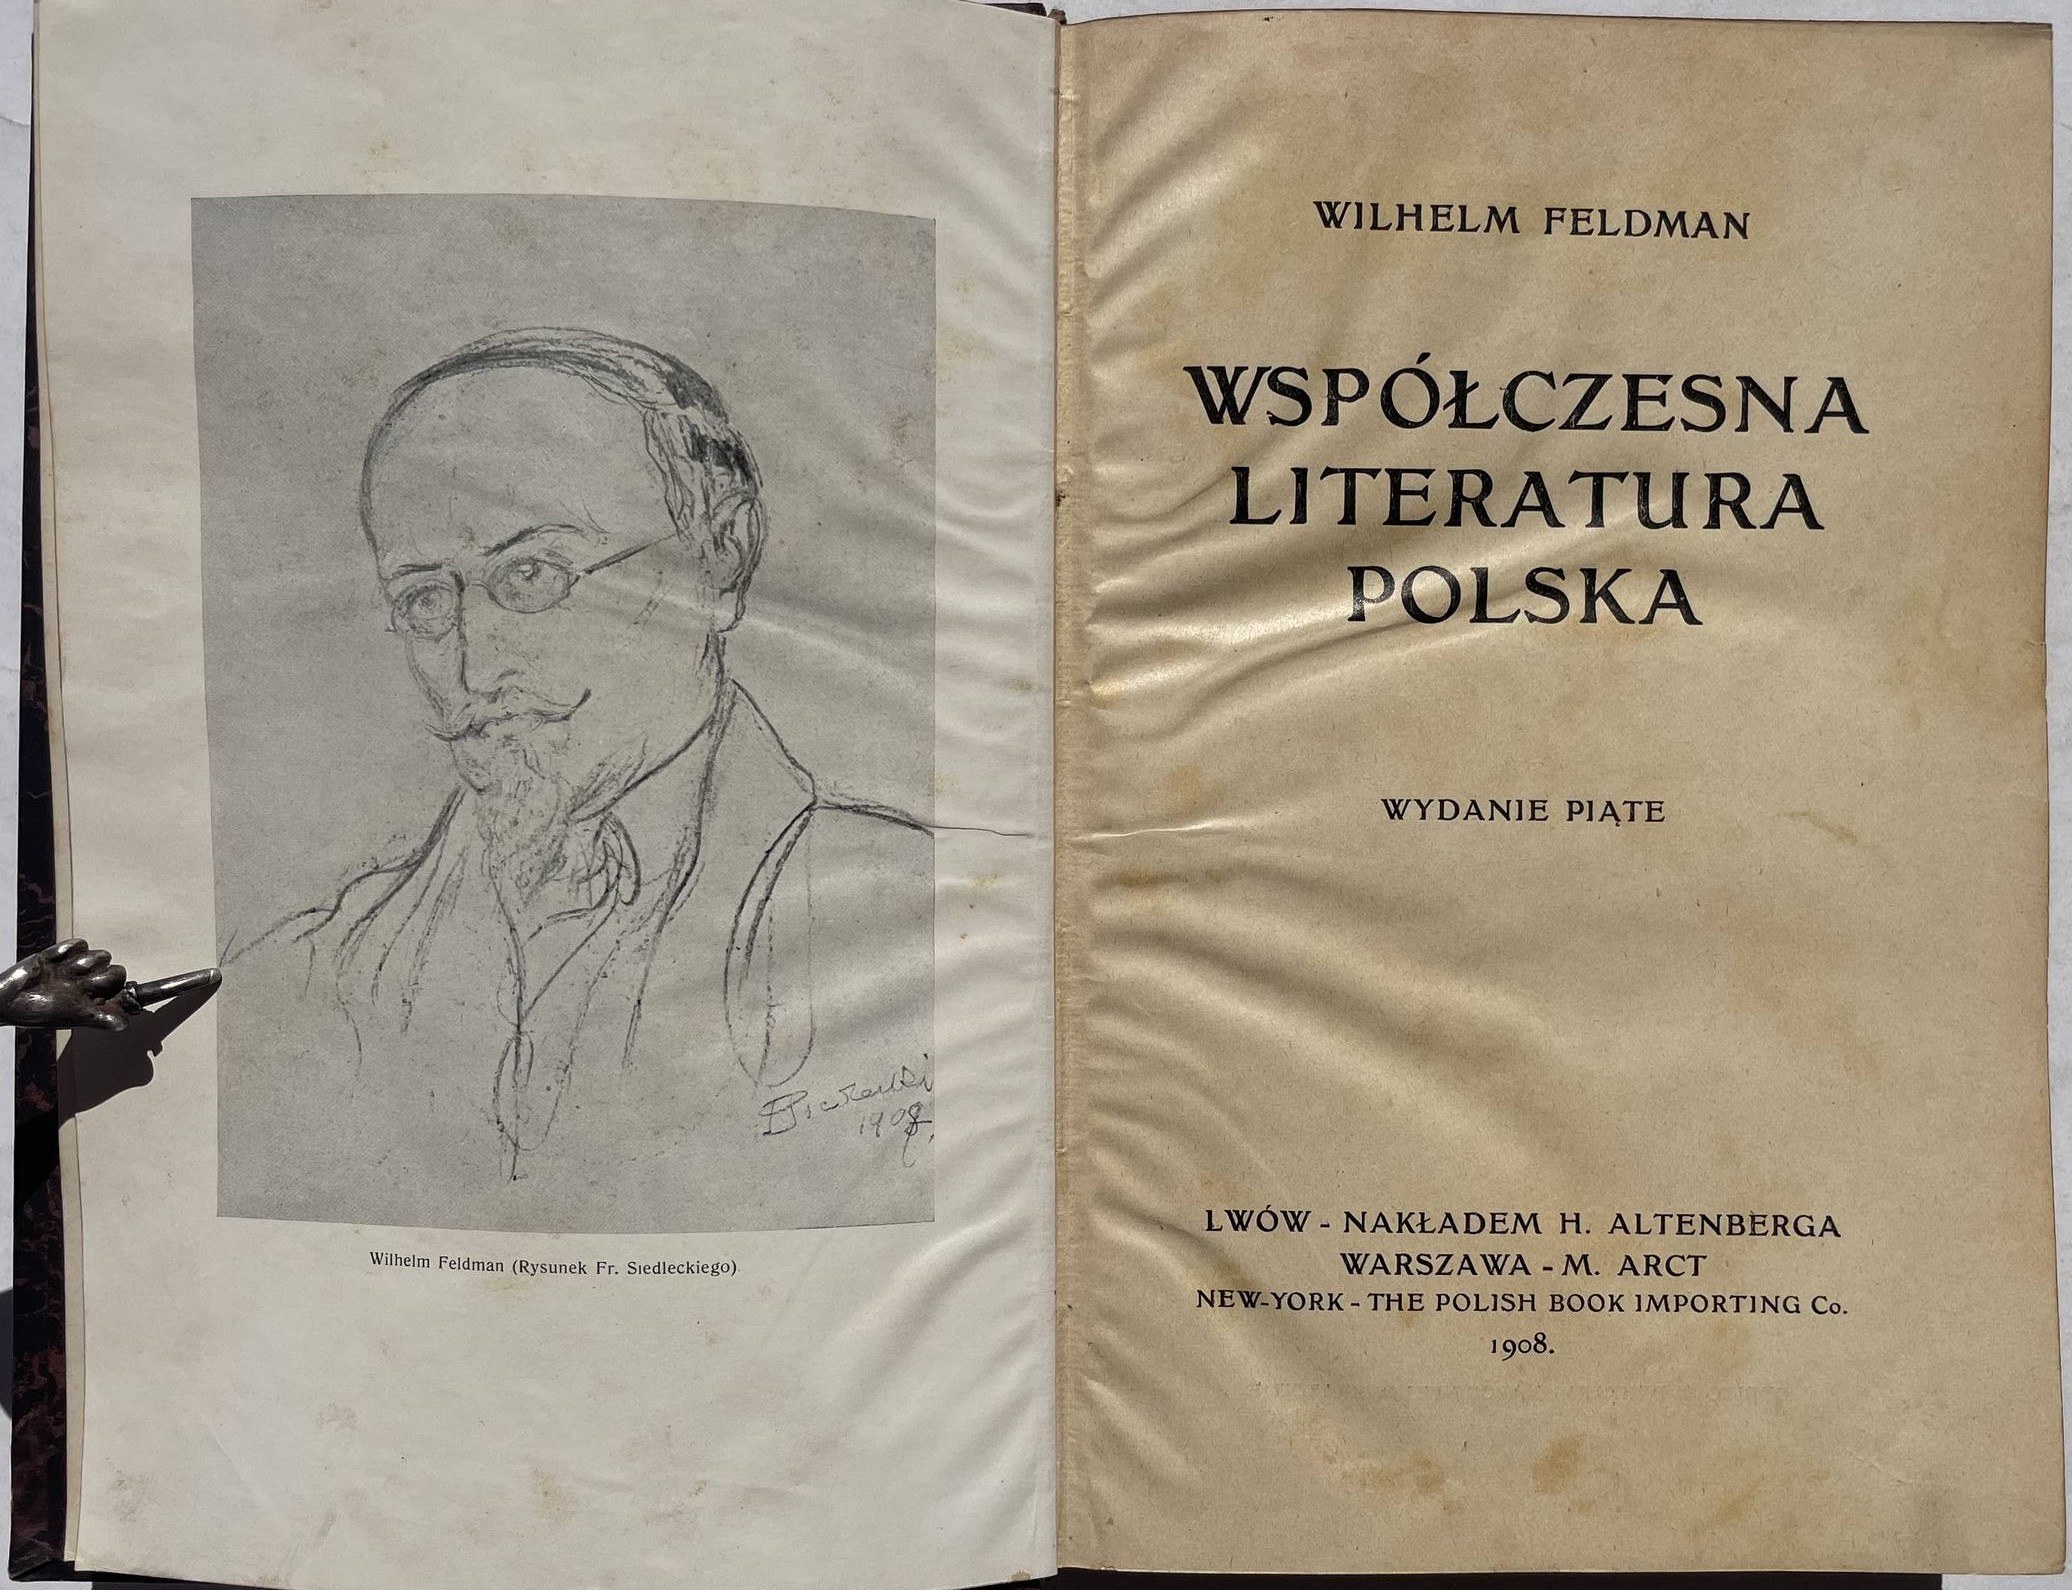 Wilhelm Feldman (Rysunek Fr. Siedleckiego)
WILHELM FELDMAN
WSPÓŁCZESNA
LITERATURA
POLSKA
WYDANIE PIĄTE
LWÓW - NAKŁADEM H. ALTENBERGA
WARSZAWA - M. ARCT
NEW-YORK - THE POLISH BOOK IMPORTING Co.
1908.